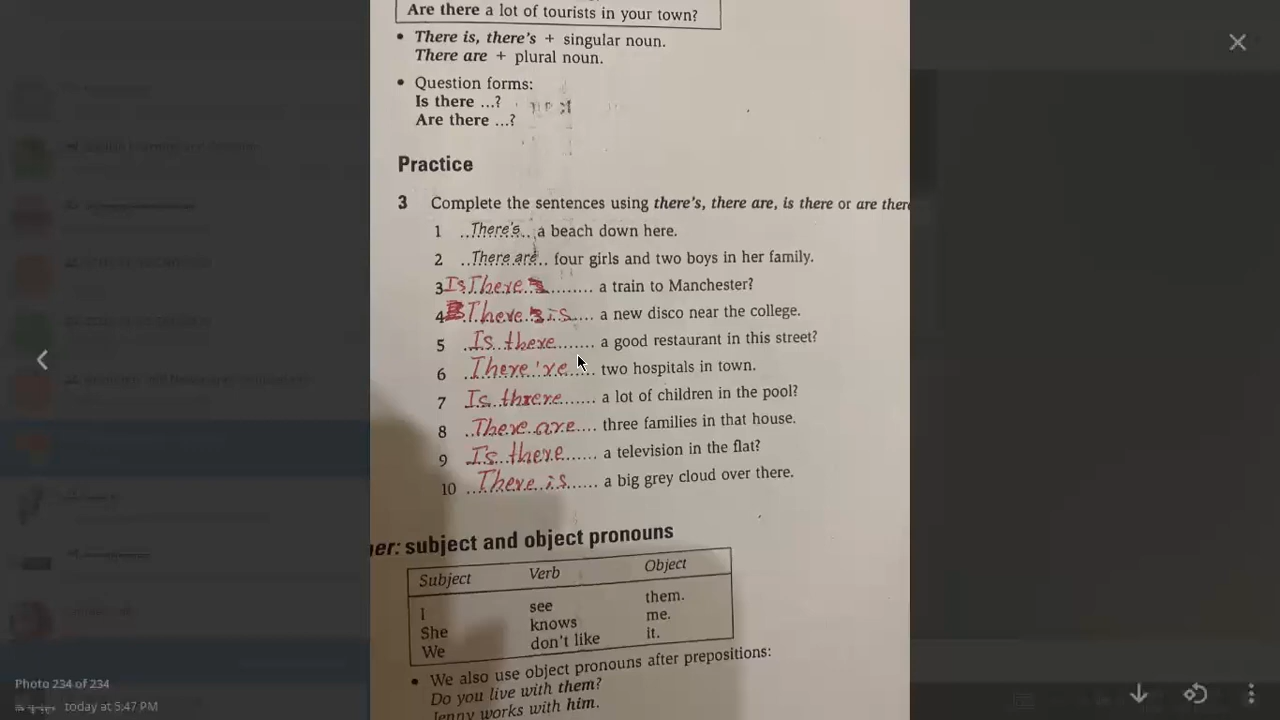 Are there a lot of tourists in your town?
• There is, there's + singular noun.
There are + plural noun.
• Question forms:
Is there ...?
Are there ...?
Practice
3 Complete the sentences using there's, there are, is there or are there
1 ..There's.. a beach down here.
2 ..There are.. four girls and two boys in her family.
3 Is There ......... a train to Manchester?
4 There is .... a new disco near the college.
5 . Is there ....... a good restaurant in this street?
6 . There 're ..... two hospitals in town.
7 Is threre ....... a lot of children in the pool?
8 .. There are .... three families in that house.
9 Is there ...... a television in the flat?
10 .. There is ...... a big grey cloud over there.
er: subject and object pronouns
Subject Verb Object
I see them.
She knows me.
We don't like it.
• We also use object pronouns after prepositions:
Do you live with them?
Jenny works with him.
Photo 234 of 234
today at 5:47 PM